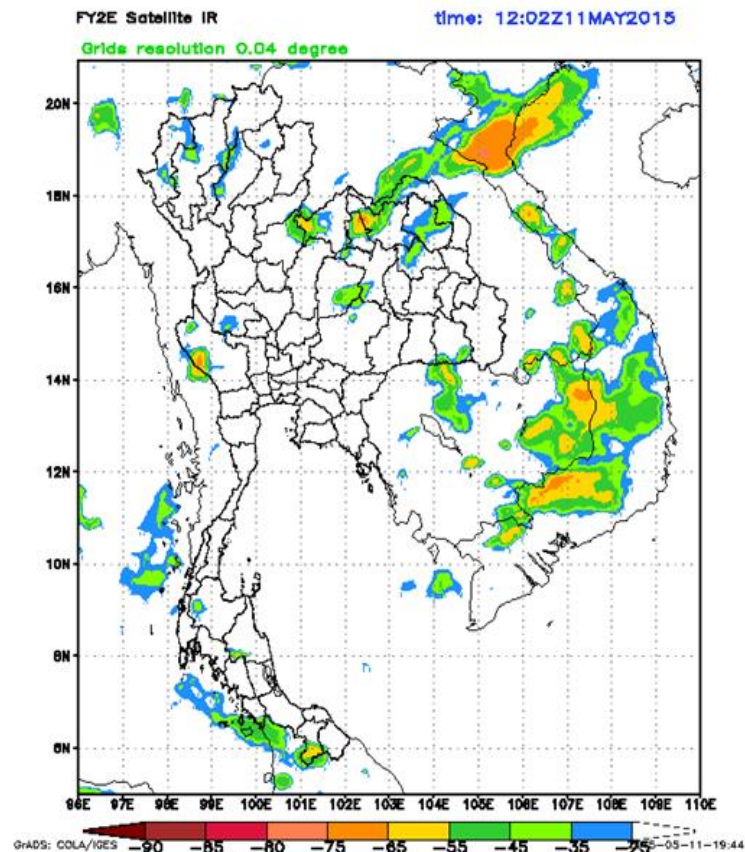 FY2E Satellite IR
time: 12:02Z11MAY2015
Grids resolution 0.04 degree
20N
18N
16N
14N
12N
10N
8N
6N
96E 97E 98E 99E 100E 101E 102E 103E 104E 105E 106E 107E 108E 109E 110E
GrADS: COLA/IGES
-90 -85 -80 -75 -65 -55 -45 -35
5-05-11-19:44